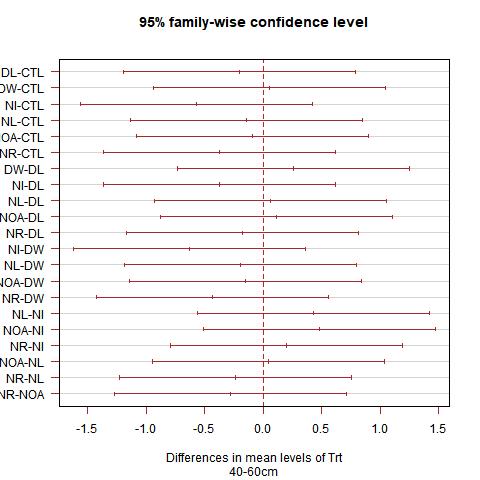 95% family-wise confidence level
DL-CTL
DW-CTL
NI-CTL
NL-CTL
NOA-CTL
NR-CTL
DW-DL
NI-DL
NL-DL
NOA-DL
NR-DL
NI-DW
NL-DW
NOA-DW
NR-DW
NL-NI
NOA-NI
NR-NI
NOA-NL
NR-NL
NR-NOA
-1.5 -1.0 -0.5 0.0 0.5 1.0 1.5
Differences in mean levels of Trt
40-60cm